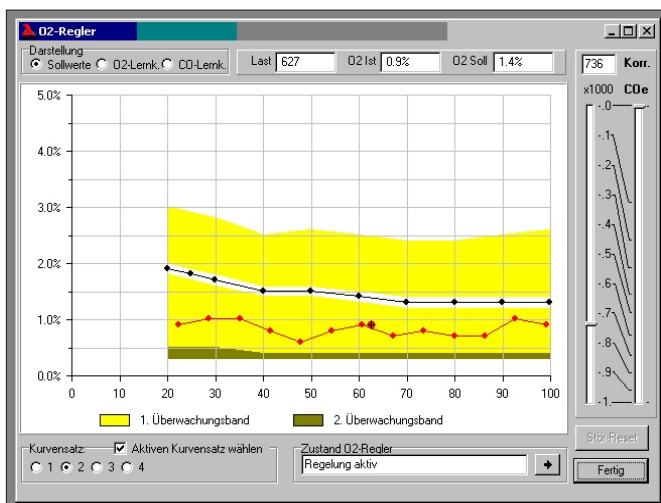 O2-Regler
Darstellung
Sollwerte O2-Lernk. CO-Lernk.
Last 627 O2 Ist 0.9% O2 Soll 1.4%
736 Korr.
x1000 COe
5.0%
4.0%
3.0%
2.0%
1.0%
0.0%
0 10 20 30 40 50 60 70 80 90 100
1. Überwachungsband 2. Überwachungsband
-.0
-.1
-.2
-.3
-.4
-.5
-.6
-.7
-.8
-.9
-1.
Kurvensatz: Aktiven Kurvensatz wählen
1 2 3 4
Zustand O2-Regler
Regelung aktiv
Stör-Reset
Fertig